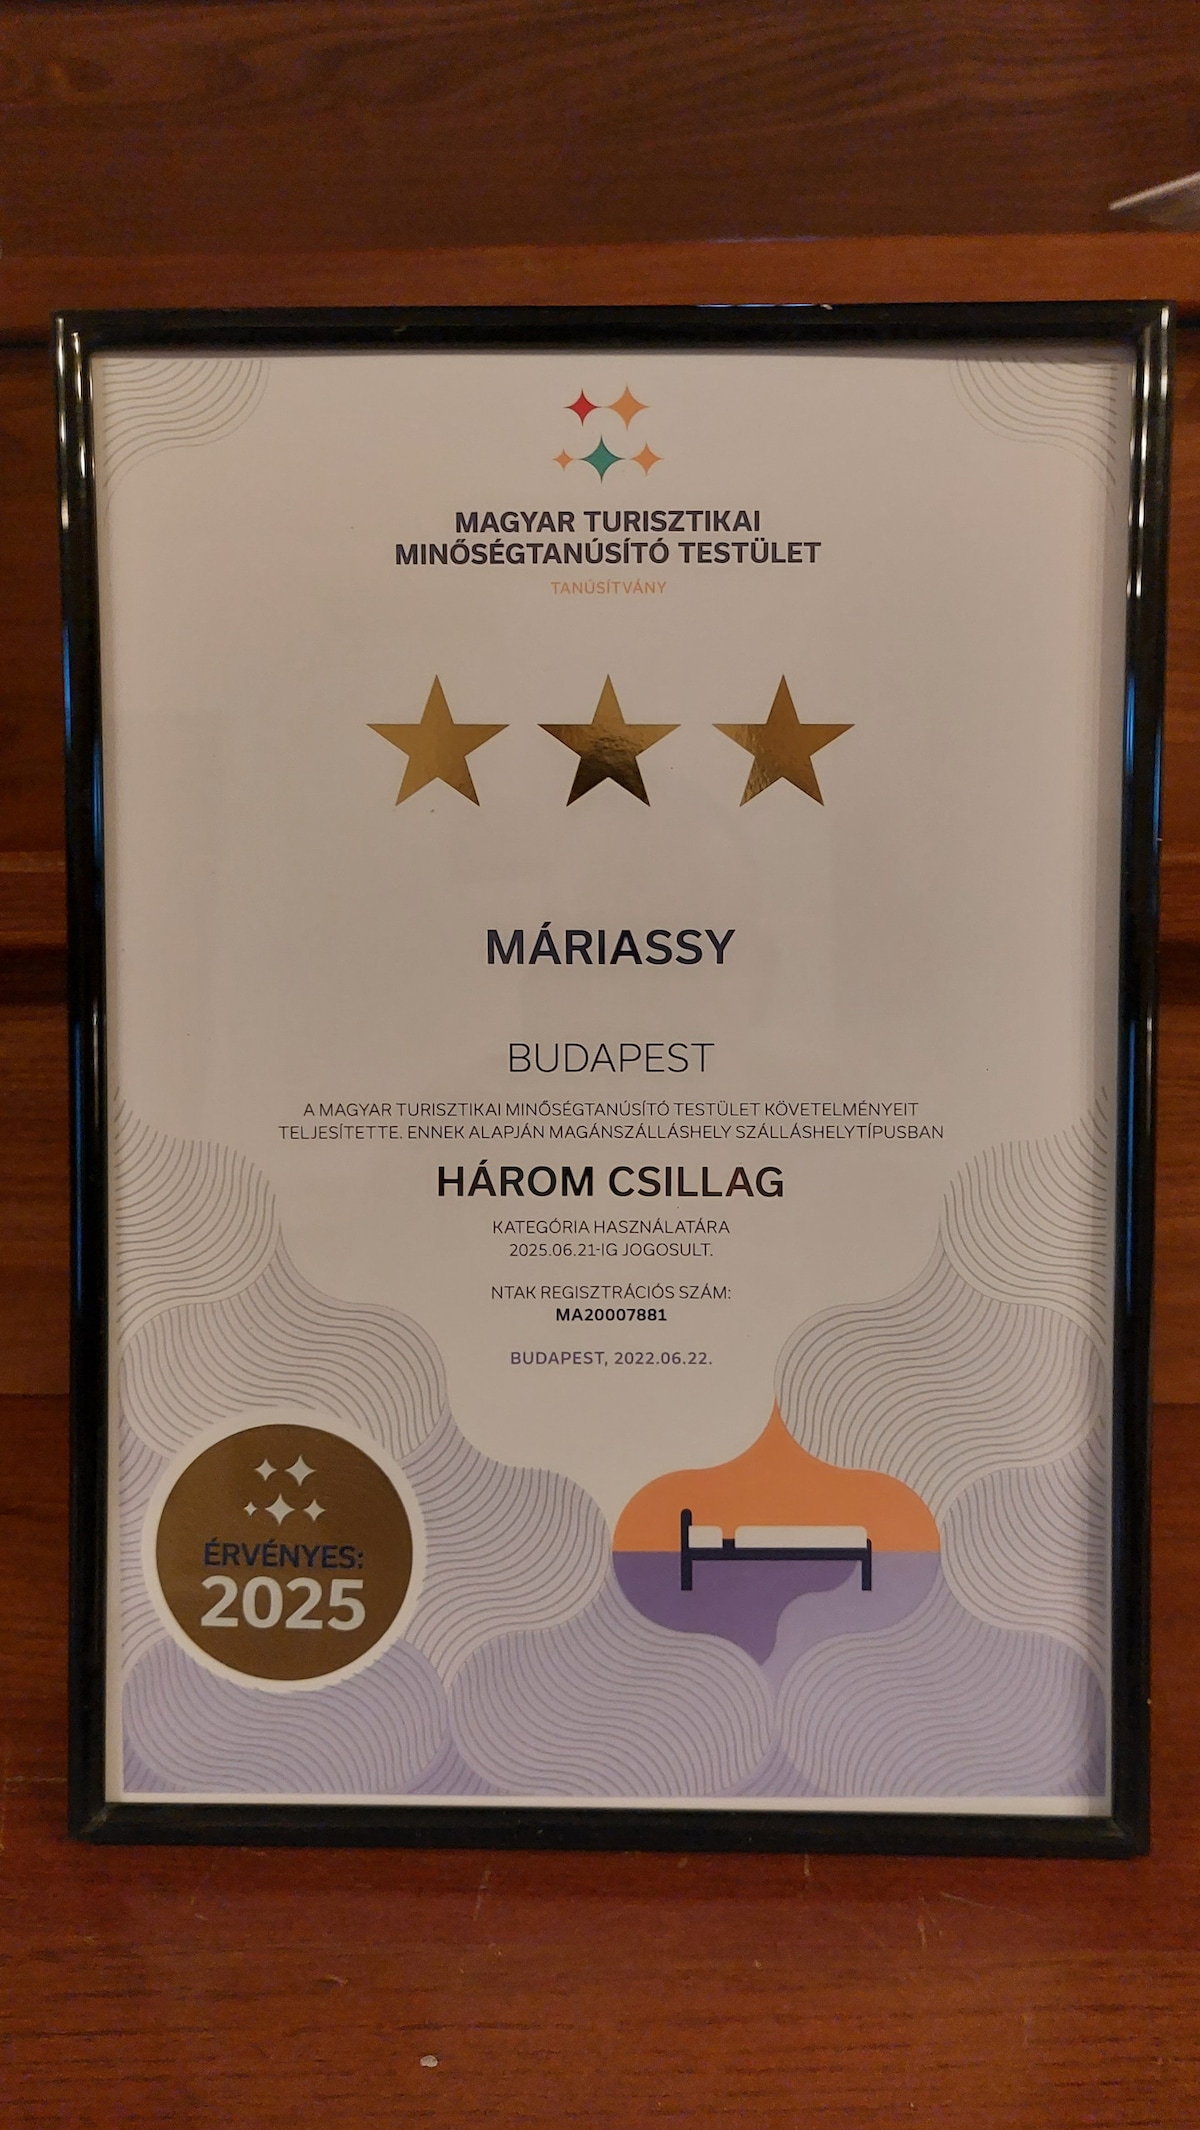 MAGYAR TURISZTIKAI
MINŐSÉGTANÚSÍTÓ TESTÜLET
TANÚSÍTVÁNY
MÁRIASSY
BUDAPEST
A MAGYAR TURISZTIKAI MINŐSÉGTANÚSÍTÓ TESTÜLET KÖVETELMÉNYEIT
TELJESÍTETTE. ENNEK ALAPJÁN MAGÁNSZÁLLÁSHELY SZÁLLÁSHELYTÍPUSBAN
HÁROM CSILLAG
KATEGÓRIA HASZNÁLATÁRA
2025.06.21-IG JOGOSULT.
NTAK REGISZTRÁCIÓS SZÁM:
MA20007881
BUDAPEST, 2022.06.22.
ÉRVÉNYES:
2025